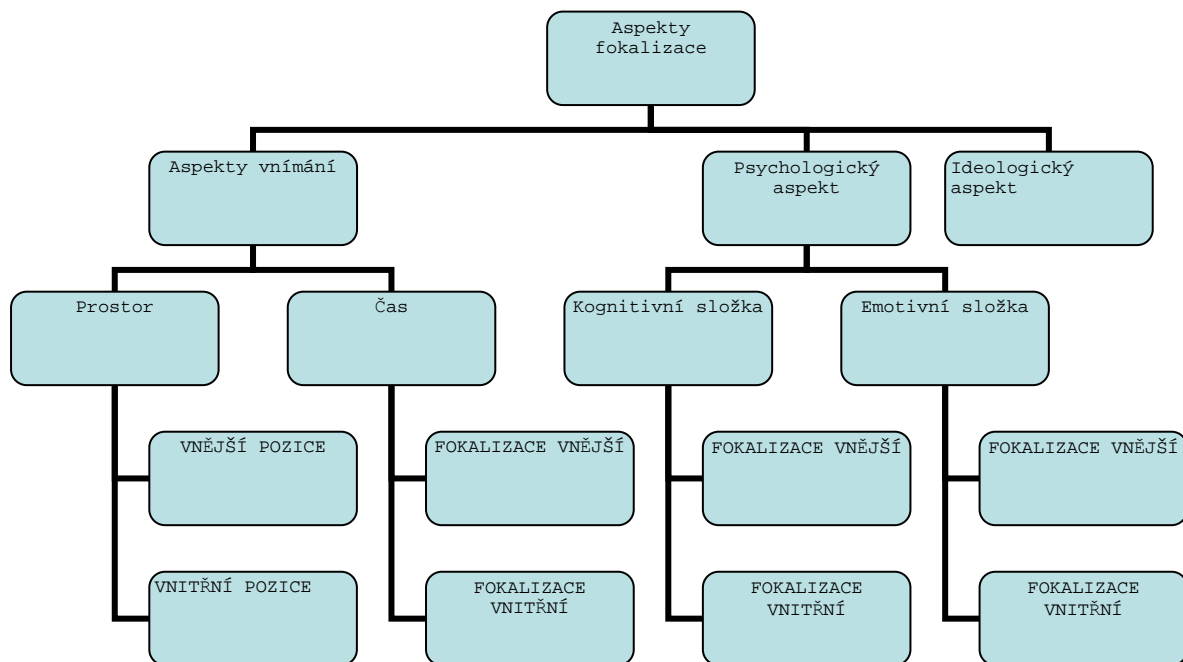 Aspekty
fokalizace
Aspekty vnímání
Psychologický
aspekt
Ideologický
aspekt
Prostor
Čas
Kognitivní složka
Emotivní složka
VNĚJŠÍ POZICE
FOKALIZACE VNĚJŠÍ
FOKALIZACE VNĚJŠÍ
FOKALIZACE VNĚJŠÍ
VNITŘNÍ POZICE
FOKALIZACE
VNITŘNÍ
FOKALIZACE
VNITŘNÍ
FOKALIZACE
VNITŘNÍ